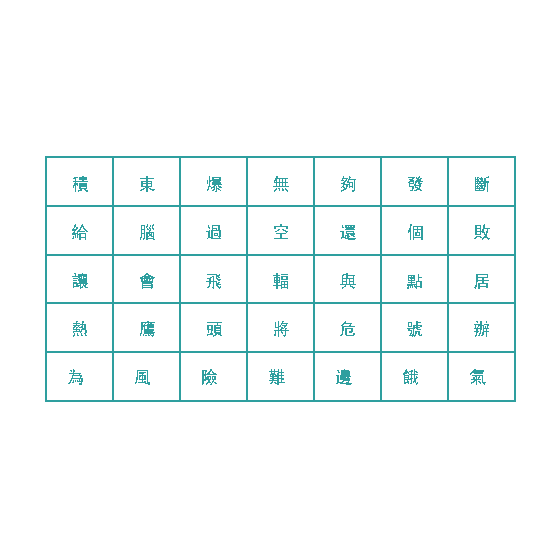 積 東 爆 無 夠 發 斷
給 腦 過 空 還 個 敗
讓 會 飛 輻 與 點 居
熱 鷹 頭 將 危 號 辦
為 風 險 難 邊 餓 氣